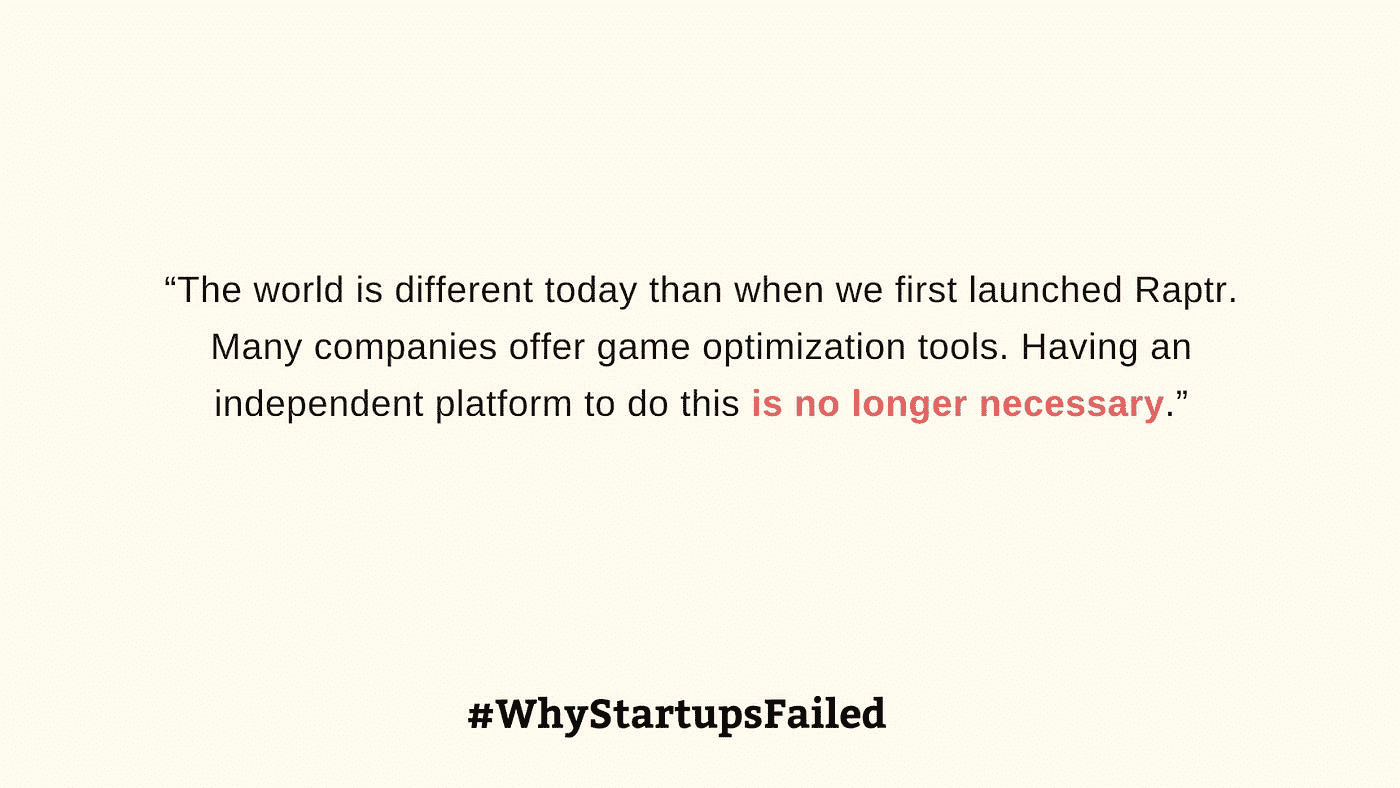 “The world is different today than when we first launched Raptr.
Many companies offer game optimization tools. Having an
independent platform to do this is no longer necessary.”
#WhyStartupsFailed